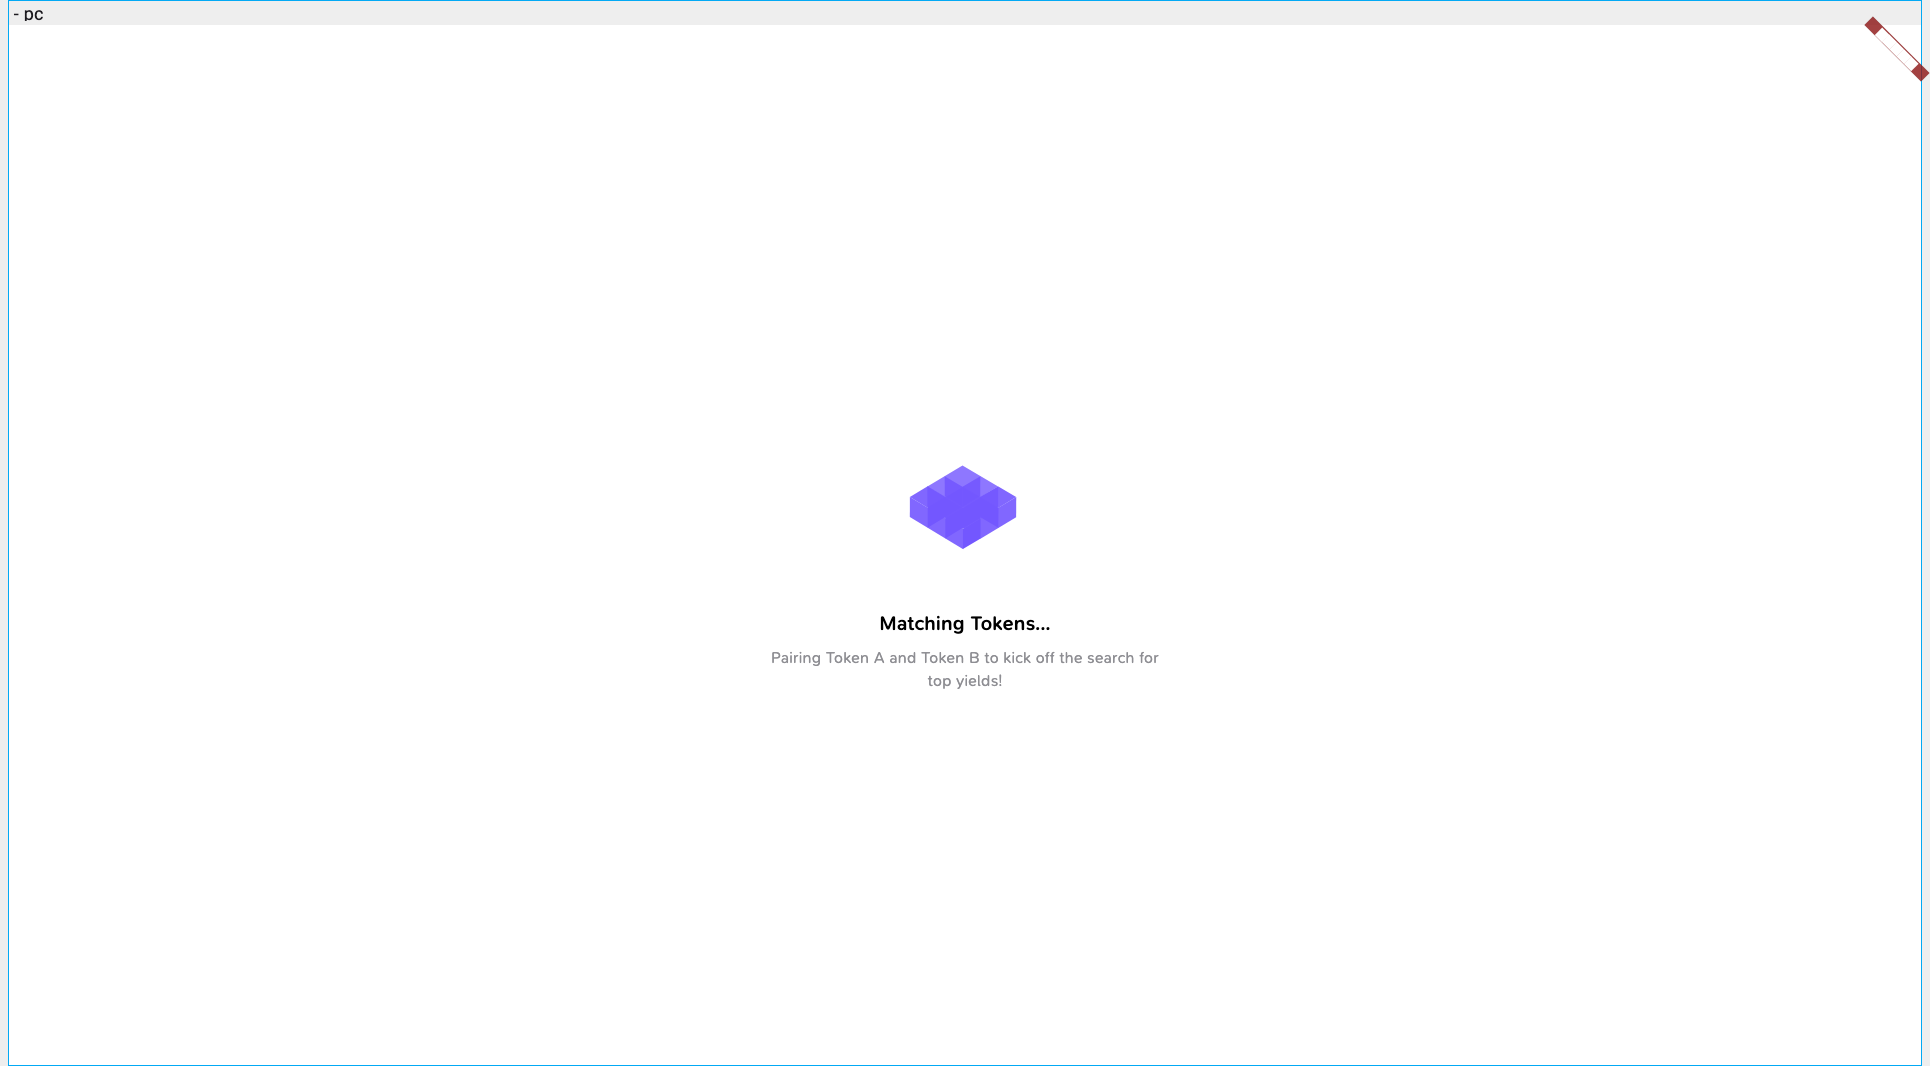 - pc
Matching Tokens...
Pairing Token A and Token B to kick off the search for
top yields!